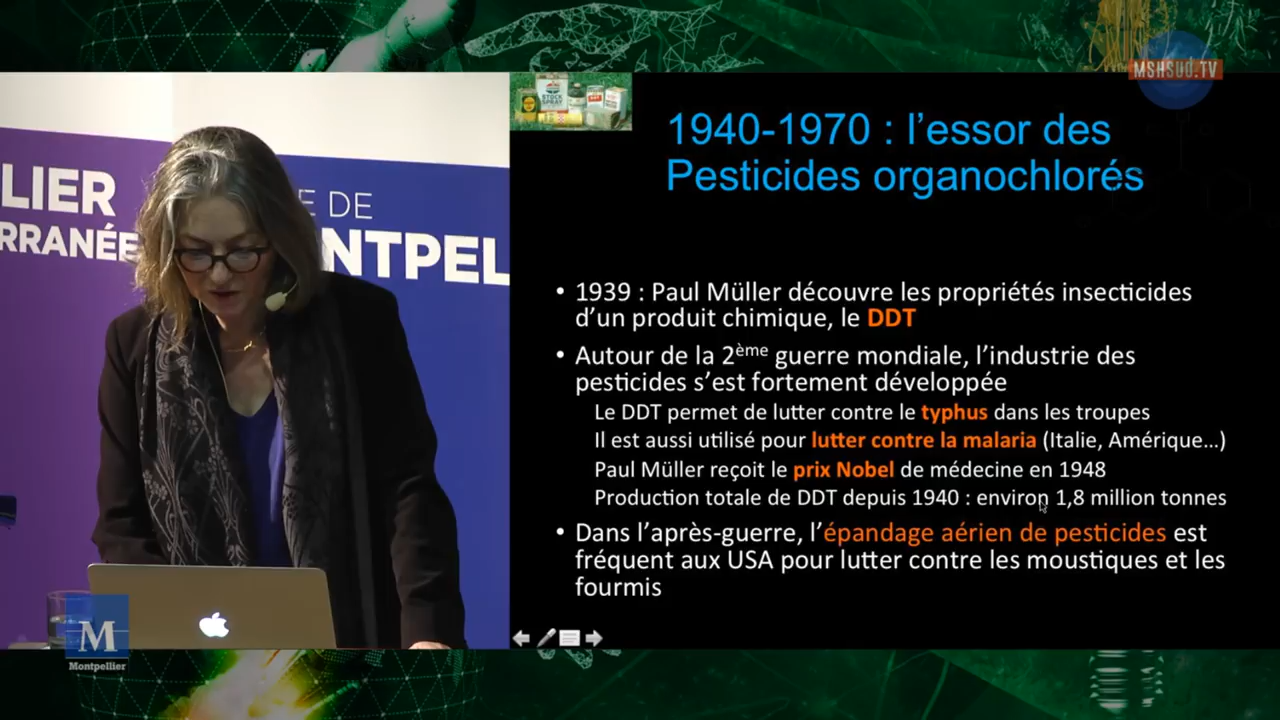 MSHSUD.TV
LIER
RRANÉE
E DE
NTPEL
STOCK
SPRAY
DDT
1940-1970 : l'essor des
Pesticides organochlorés
• 1939 : Paul Müller découvre les propriétés insecticides
d'un produit chimique, le DDT
• Autour de la 2ème guerre mondiale, l'industrie des
pesticides s'est fortement développée
Le DDT permet de lutter contre le typhus dans les troupes
Il est aussi utilisé pour lutter contre la malaria (Italie, Amérique...)
Paul Müller reçoit le prix Nobel de médecine en 1948
Production totale de DDT depuis 1940 : environ 1,8 million tonnes
• Dans l'après-guerre, l'épandage aérien de pesticides est
fréquent aux USA pour lutter contre les moustiques et les
fourmis
M
Montpellier